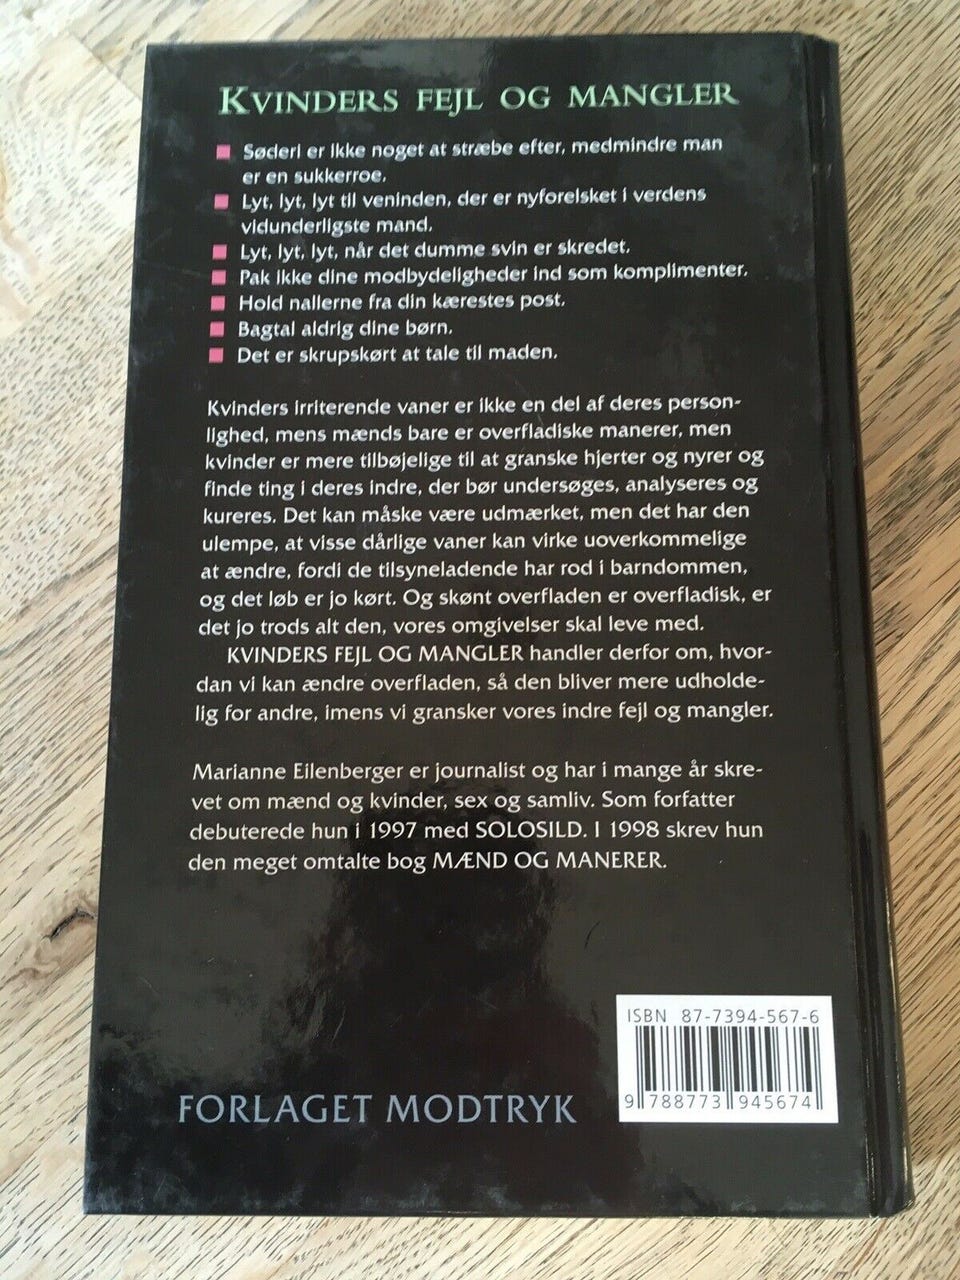 KVINDERS FEJL OG MANGLER
Søderi er ikke noget at stræbe efter, medmindre man
er en sukkerroe.
Lyt, lyt, lyt til veninden, der er nyforelsket i verdens
vidunderligste mand.
Lyt, lyt, lyt, når det dumme svin er skredet.
Pak ikke dine modbydeligheder ind som komplimenter.
Hold nallerne fra din kærestes post.
Bagtal aldrig dine børn.
Det er skrupskørt at tale til maden.
Kvinders irriterende vaner er ikke en del af deres person-
lighed, mens mænds bare er overfladiske manerer, men
kvinder er mere tilbøjelige til at granske hjerter og nyrer og
finde ting i deres indre, der bør undersøges, analyseres og
kureres. Det kan måske være udmærket, men det har den
ulempe, at visse dårlige vaner kan virke uoverkommelige
at ændre, fordi de tilsyneladende har rod i barndommen,
og det løb er jo kørt. Og skønt overfladen er overfladisk, er
det jo trods alt den, vores omgivelser skal leve med.
KVINDERS FEJL OG MANGLER handler derfor om, hvor-
dan vi kan ændre overfladen, så den bliver mere udholde-
lig for andre, imens vi gransker vores indre fejl og mangler.
Marianne Eilenberger er journalist og har i mange år skre-
vet om mænd og kvinder, sex og samliv. Som forfatter
debuterede hun i 1997 med SOLOSILD. I 1998 skrev hun
den meget omtalte bog MÆND OG MANERER.
ISBN 87-7394-567-6
9 788773 945674
FORLAGET MODTRYK